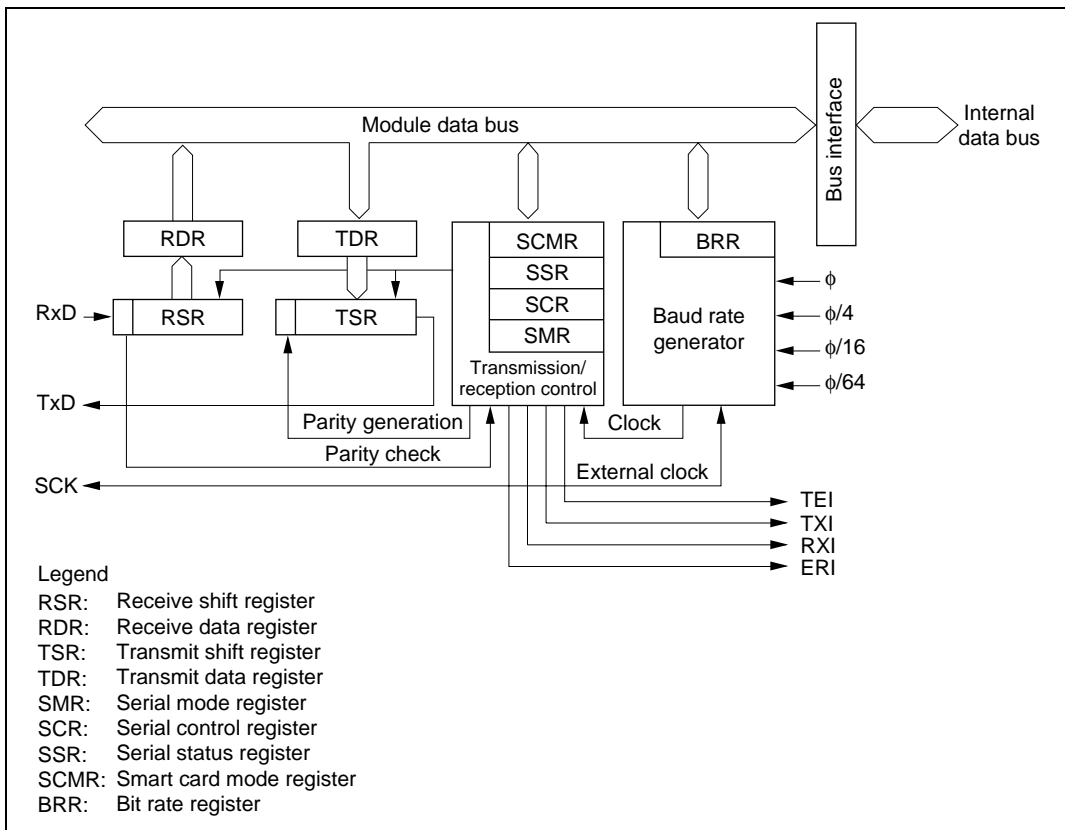 Module data bus
Bus interface
Internal
data bus
RDR
TDR
SCMR
SSR
SCR
SMR
Transmission/
reception control
BRR
Baud rate
generator
ϕ
ϕ/4
ϕ/16
ϕ/64
RxD
RSR
TSR
TxD
Parity generation
Parity check
Clock
SCK
External clock
TEI
TXI
RXI
ERI
Legend
RSR: Receive shift register
RDR: Receive data register
TSR: Transmit shift register
TDR: Transmit data register
SMR: Serial mode register
SCR: Serial control register
SSR: Serial status register
SCMR: Smart card mode register
BRR: Bit rate register